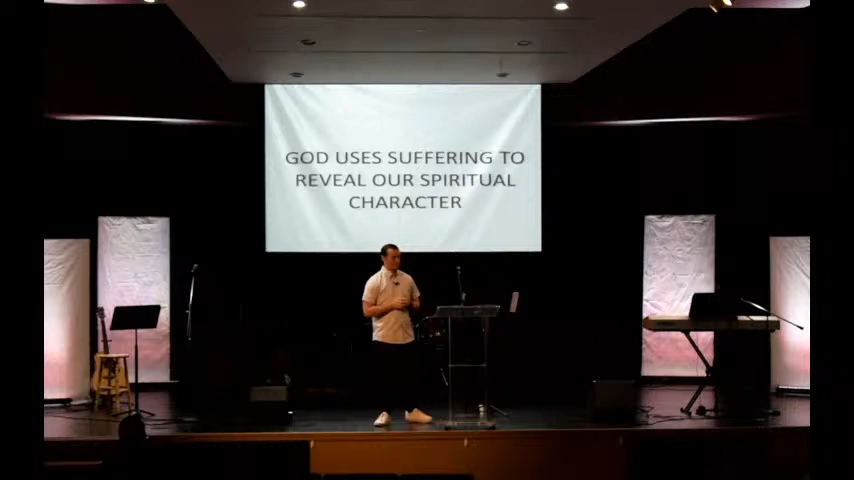 GOD USES SUFFERING TO
REVEAL OUR SPIRITUAL
CHARACTER